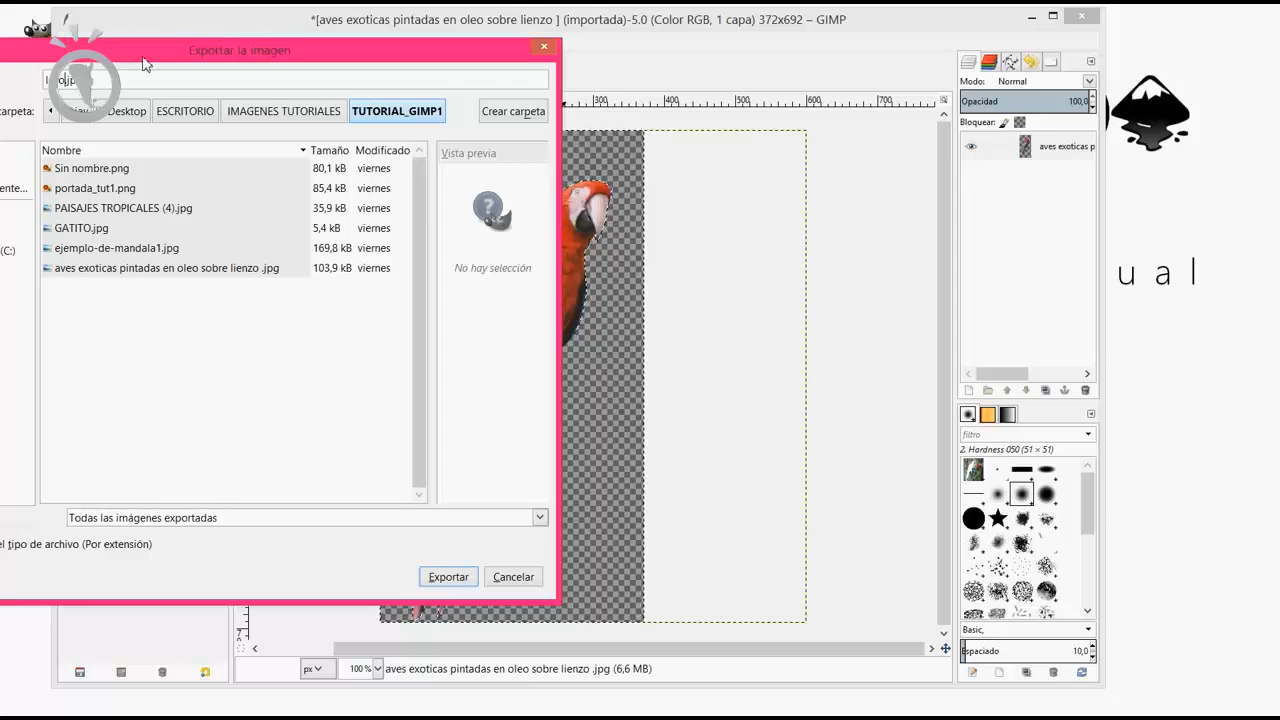 *[aves exoticas pintadas en oleo sobre lienzo ] (importada)-5.0 (Color RGB, 1 capa) 372x692 – GIMP
Exportar la imagen
carpeta:
Desktop
ESCRITORIO
IMAGENES TUTORIALES
TUTORIAL_GIMP1
Crear carpeta
Nombre
Tamaño
Modificado
Vista previa
Sin nombre.png 80,1 kB viernes
portada_tut1.png 85,4 kB viernes
PAISAJES TROPICALES (4).jpg 35,9 kB viernes
GATITO.jpg 5,4 kB viernes
ejemplo-de-mandala1.jpg 169,8 kB viernes
aves exoticas pintadas en oleo sobre lienzo .jpg 103,9 kB viernes
ente...
(C:)
No hay selección
Todas las imágenes exportadas
el tipo de archivo (Por extensión)
Exportar
Cancelar
300 400 500 600 700
Modo: Normal
Opacidad 100,0
Bloquear:
aves exoticas p
filtro
2. Hardness 050 (51 × 51)
Basic,
Espaciado 10,0
px
100 %
aves exoticas pintadas en oleo sobre lienzo .jpg (6,6 MB)
u a l